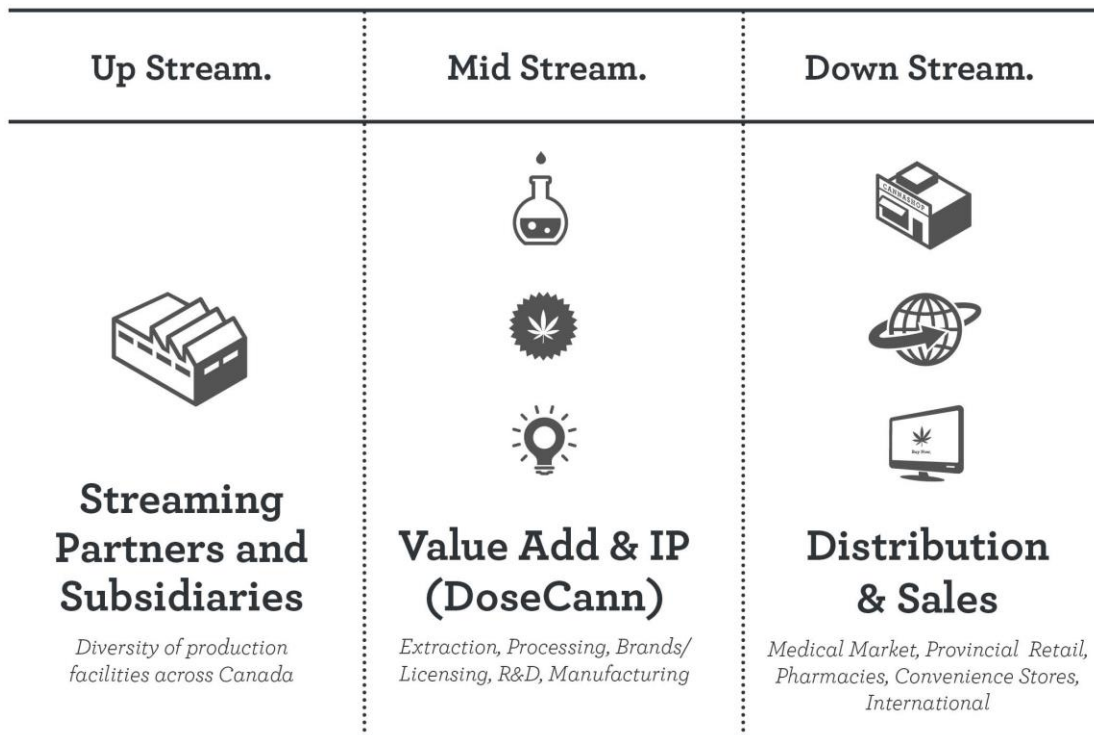 Up Stream.
Mid Stream.
Down Stream.
CANNASHOP
Streaming
Partners and
Subsidiaries
Diversity of production
facilities across Canada
Value Add & IP
(DoseCann)
Extraction, Processing, Brands/
Licensing, R&D, Manufacturing
Distribution
& Sales
Medical Market, Provincial Retail,
Pharmacies, Convenience Stores,
International